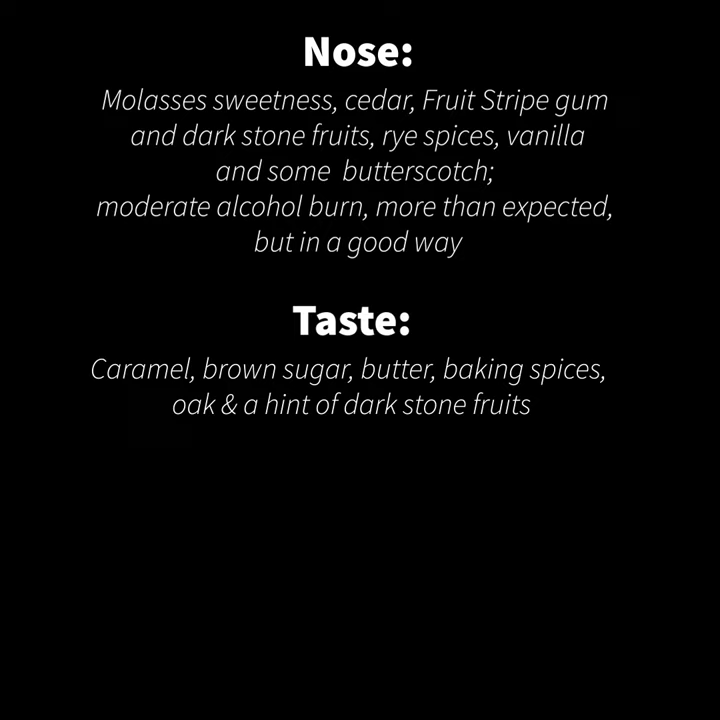 Nose:
Molasses sweetness, cedar, Fruit Stripe gum
and dark stone fruits, rye spices, vanilla
and some butterscotch;
moderate alcohol burn, more than expected,
but in a good way
Taste:
Caramel, brown sugar, butter, baking spices,
oak & a hint of dark stone fruits